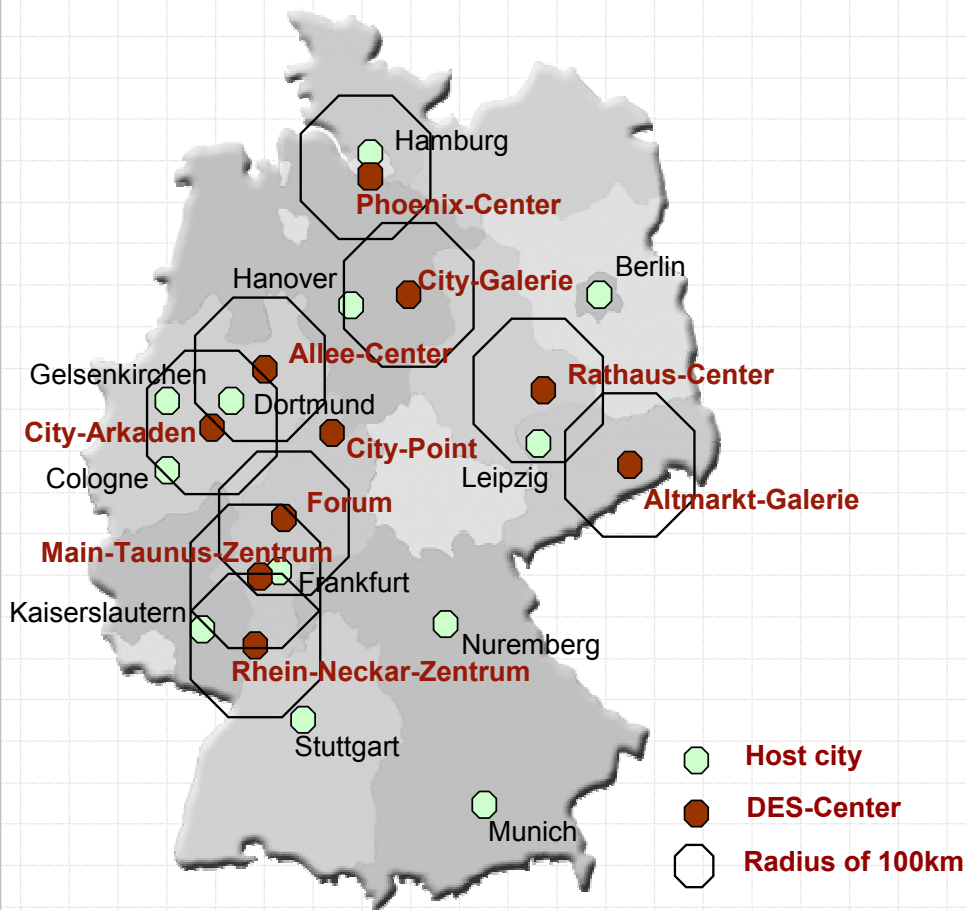 Hamburg
Phoenix-Center
Hanover
City-Galerie
Berlin
Allee-Center
Gelsenkirchen
Rathaus-Center
Dortmund
City-Arkaden
City-Point
Cologne
Leipzig
Forum
Altmarkt-Galerie
Main-Taunus-Zentrum
Frankfurt
Kaiserslautern
Nuremberg
Rhein-Neckar-Zentrum
Stuttgart
Munich
Host city
DES-Center
Radius of 100km